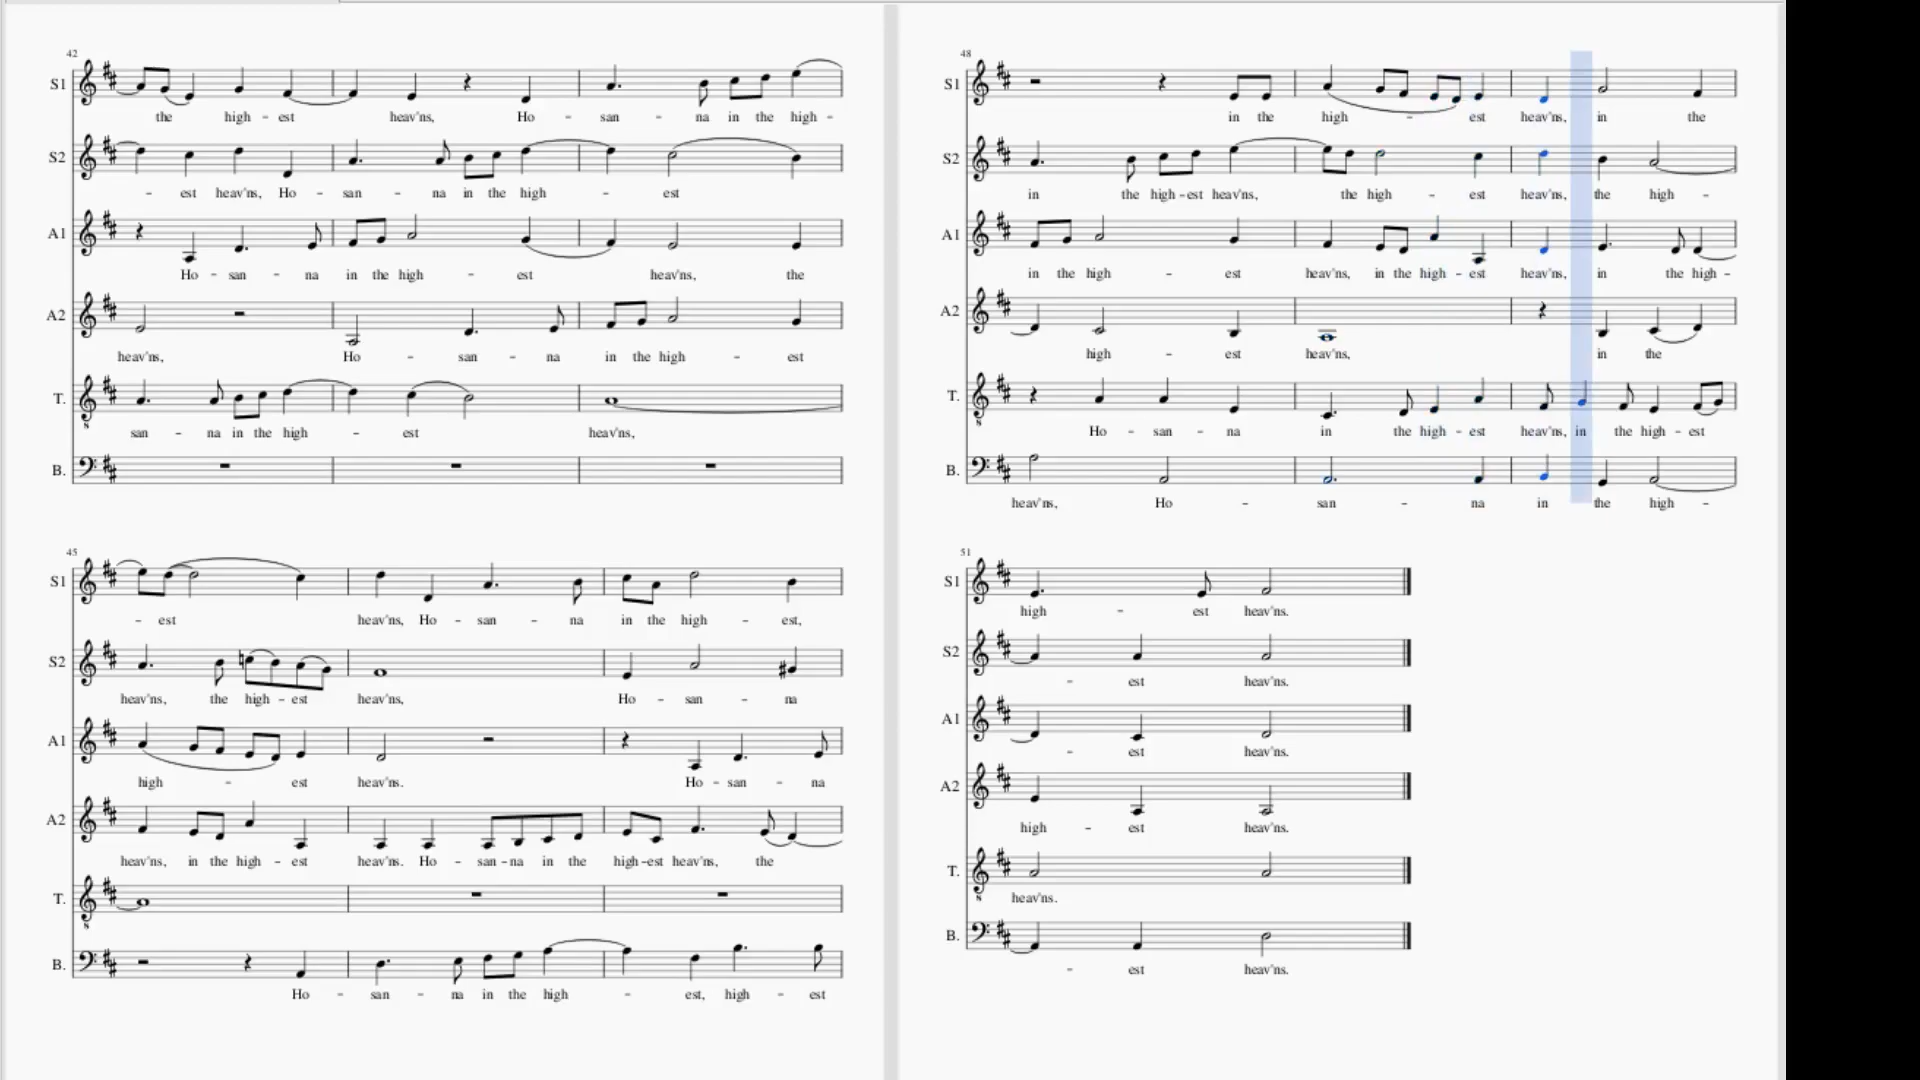 42
S1
the high - est heav'ns, Ho - san - na in the high -
S2
- est heav'ns, Ho - san - na in the high - est
A1
Ho - san - na in the high - est heav'ns, the
A2
heav'ns, Ho - san - na in the high - est
T.
san - na in the high - est heav'ns,
B.
45
S1
- est heav'ns, Ho - san - na in the high - est,
S2
heav'ns, the high - est heav'ns, Ho - san - na
A1
high - est heav'ns. Ho - san - na
A2
heav'ns, in the high - est heav'ns. Ho - san - na in the high - est heav'ns, the
T.
B.
Ho - san - na in the high - est, high - est
48
S1
in the high - est heav'ns, in the
S2
in the high - est heav'ns, the high - est heav'ns, the high -
A1
in the high - est heav'ns, in the high - est heav'ns, in the high -
A2
high - est heav'ns, in the
T.
Ho - san - na in the high - est heav'ns, in the high - est
B.
heav'ns, Ho - san - na in the high -
51
S1
high - est heav'ns.
S2
- est heav'ns.
A1
- est heav'ns.
A2
high - est heav'ns.
T.
heav'ns.
B.
- est heav'ns.